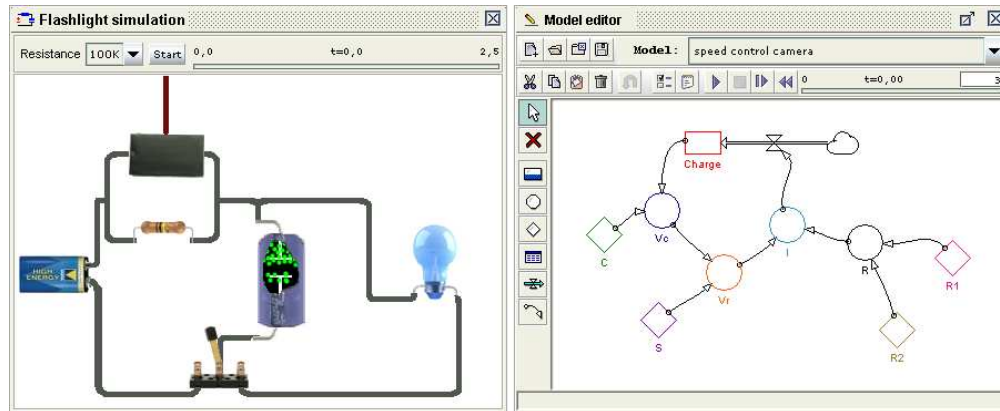 Flashlight simulation
Resistance 100K Start 0,0 t=0,0 2,5
HIGH
ENERGY
Model editor
Model: speed control camera
0 t=0,00 3
Charge
Vc
C
I
R
R1
Vr
S
R2